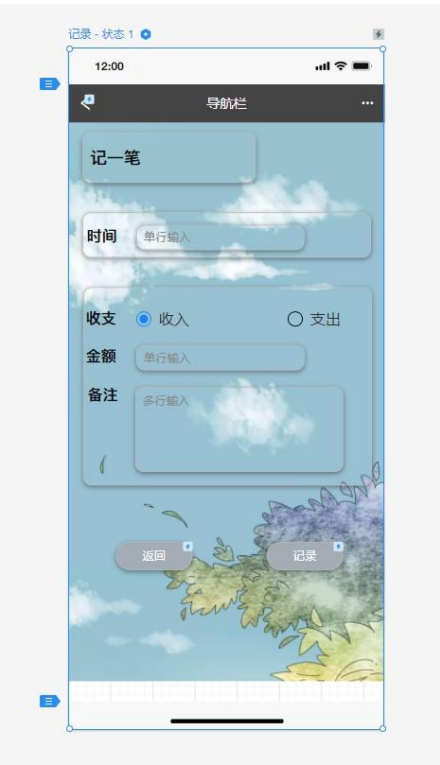 记录 - 状态 1
12:00
导航栏
记一笔
时间 单行输入
收支 收入 支出
金额 单行输入
备注 多行输入
返回 记录